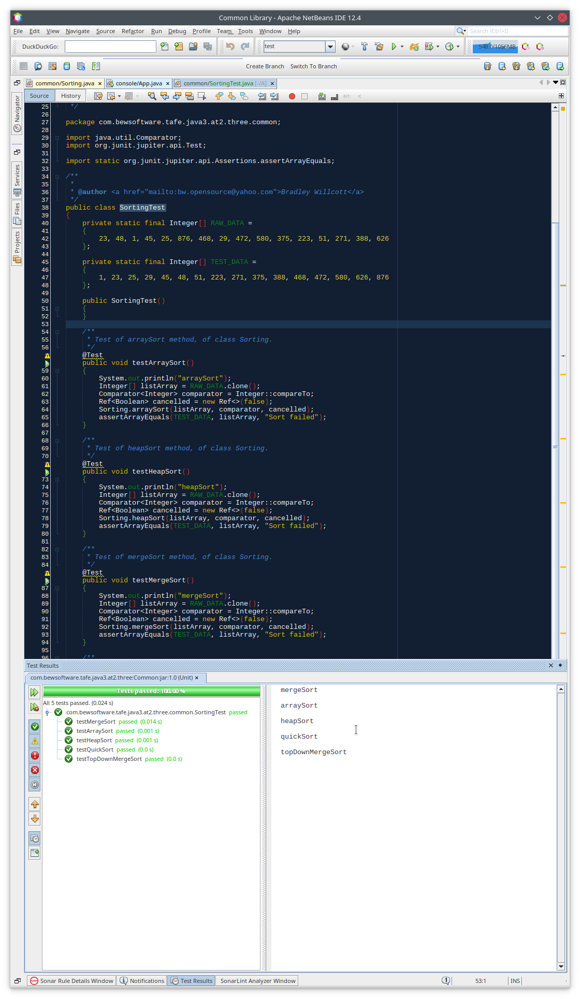 Common Library - Apache NetBeans IDE 12.4
File Edit View Navigate Source Refactor Run Debug Profile Team Tools Window Help Search (Ctrl+I)
DuckDuckGo: test 548.0/1056MB
Create Branch Switch To Branch
common/Sorting.java console/App.java common/SortingTest.java [-/A]
Source History
Navigator
Services
Files
Projects
25 */
26
27 package com.bewsoftware.tafe.java3.at2.three.common;
28
29 import java.util.Comparator;
30 import org.junit.jupiter.api.Test;
31
32 import static org.junit.jupiter.api.Assertions.assertArrayEquals;
33
34 /**
35 *
36 * @author <a href="mailto:bw.opensource@yahoo.com">Bradley Willcott</a>
37 */
38 public class SortingTest
39 {
40 private static final Integer[] RAW_DATA =
41 {
42 23, 48, 1, 45, 25, 876, 468, 29, 472, 580, 375, 223, 51, 271, 388, 626
43 };
44
45 private static final Integer[] TEST_DATA =
46 {
47 1, 23, 25, 29, 45, 48, 51, 223, 271, 375, 388, 468, 472, 580, 626, 876
48 };
49
50 public SortingTest()
51 {
52 }
53
54 /**
55 * Test of arraySort method, of class Sorting.
56 */
@Test
public void testArraySort()
59 {
60 System.out.println("arraySort");
61 Integer[] listArray = RAW_DATA.clone();
62 Comparator<Integer> comparator = Integer::compareTo;
63 Ref<Boolean> cancelled = new Ref<>(false);
64 Sorting.arraySort(listArray, comparator, cancelled);
65 assertArrayEquals(TEST_DATA, listArray, "Sort failed");
66 }
67
68 /**
69 * Test of heapSort method, of class Sorting.
70 */
@Test
public void testHeapSort()
73 {
74 System.out.println("heapSort");
75 Integer[] listArray = RAW_DATA.clone();
76 Comparator<Integer> comparator = Integer::compareTo;
77 Ref<Boolean> cancelled = new Ref<>(false);
78 Sorting.heapSort(listArray, comparator, cancelled);
79 assertArrayEquals(TEST_DATA, listArray, "Sort failed");
80 }
81
82 /**
83 * Test of mergeSort method, of class Sorting.
84 */
@Test
public void testMergeSort()
87 {
88 System.out.println("mergeSort");
89 Integer[] listArray = RAW_DATA.clone();
90 Comparator<Integer> comparator = Integer::compareTo;
91 Ref<Boolean> cancelled = new Ref<>(false);
92 Sorting.mergeSort(listArray, comparator, cancelled);
93 assertArrayEquals(TEST_DATA, listArray, "Sort failed");
94 }
95
96 /**
Test Results
com.bewsoftware.tafe.java3.at2.three:Common:jar:1.0 (Unit)
Tests passed: 100.00 %
All 5 tests passed. (0.024 s)
com.bewsoftware.tafe.java3.at2.three.common.SortingTest passed
testMergeSort passed (0.014 s)
testArraySort passed (0.001 s)
testHeapSort passed (0.001 s)
testQuickSort passed (0.0 s)
testTopDownMergeSort passed (0.0 s)
mergeSort
arraySort
heapSort
quickSort
topDownMergeSort
Sonar Rule Details Window Notifications Test Results SonarLint Analyzer Window 1 53:1 INS